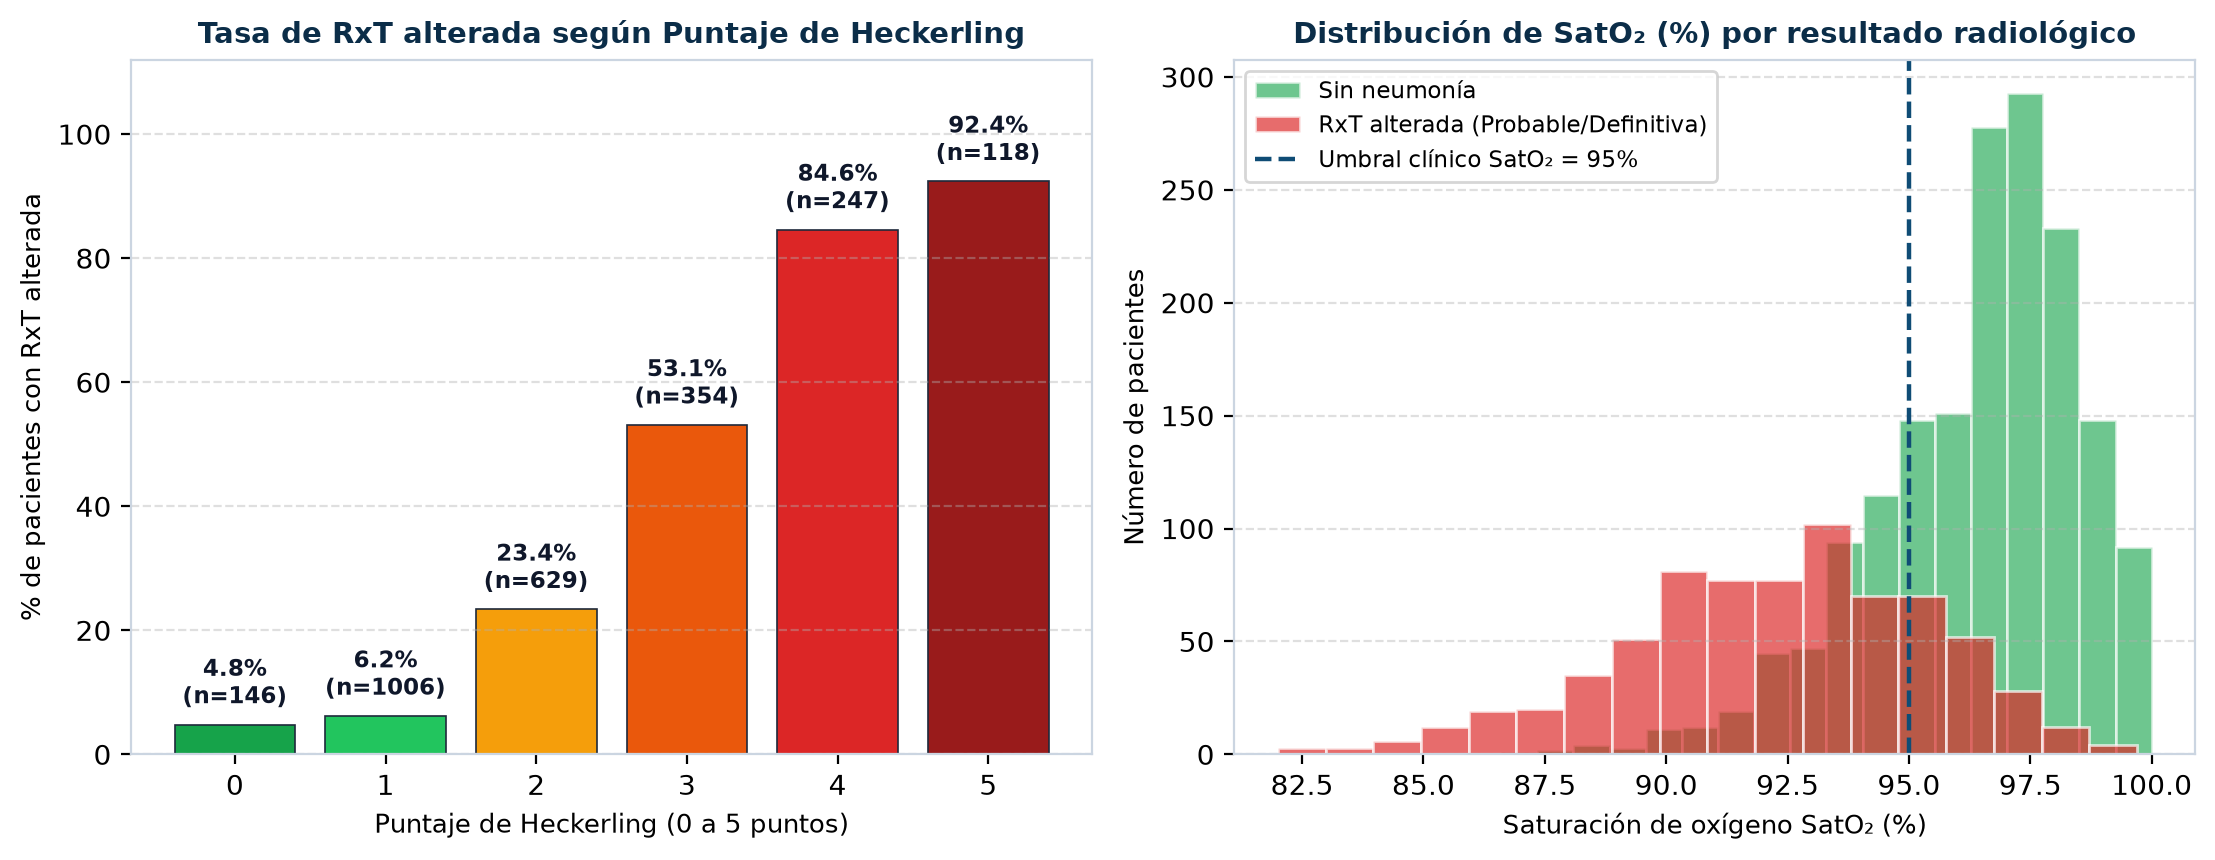 Tasa de RxT alterada según Puntaje de Heckerling
% de pacientes con RxT alterada
100
80
60
40
20
0
4.8%
(n=146)
6.2%
(n=1006)
23.4%
(n=629)
53.1%
(n=354)
84.6%
(n=247)
92.4%
(n=118)
0 1 2 3 4 5
Puntaje de Heckerling (0 a 5 puntos)
Distribución de SatO₂ (%) por resultado radiológico
Número de pacientes
300
250
200
150
100
50
0
Sin neumonía
RxT alterada (Probable/Definitiva)
Umbral clínico SatO₂ = 95%
82.5 85.0 87.5 90.0 92.5 95.0 97.5 100.0
Saturación de oxígeno SatO₂ (%)